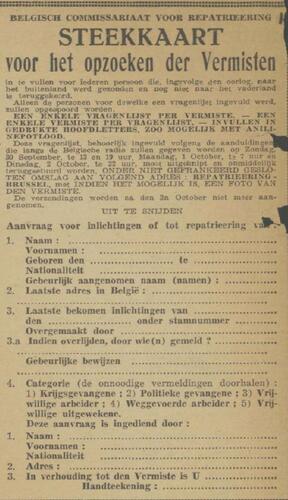 BELGISCH COMMISSARIAAT VOOR REPATRIEERING
STEEKKAART
voor het opzoeken der Vermisten
in te vullen voor iederen persoon die, ingevolge den oorlog, naar
het buitenland werd gezonden en nog niet naar het vaderland
is teruggekeerd.
Alleen de personen voor dewelke een vragenlijst ingevuld werd,
zullen opgespoord worden.
EEN ENKELE VRAGENLIJST PER VERMISTE. — EEN
ENKELE VERMISTE PER VRAGENLIJST. — INVULLEN IN
GEDRUKTE HOOFDLETTERS, ZOO MOGELIJK MET ANILI-
NEPOTLOOD.
Deze vragenlijst, behoorlijk ingevuld volgens de aanduidingen
die langs de Belgische radio zullen gegeven worden op Zondag,
30 September, te 13 en 19 uur, Maandag, 1 October, te 7 uur en
Dinsdag, 2 October, te 22 uur, moet uitgeknipt en onmiddellijk
teruggestuurd worden, ONDER NIET GEFRANKEERD GESLO-
TEN OMSLAG AAN VOLGEND ADRES : REPATRIEERING -
BRUSSEL, met INDIEN HET MOGELIJK IS, EEN FOTO VAN
DEN VERMISTE.
De verzendingen worden na den 3n October niet meer aan-
genomen.
UIT TE SNIJDEN
Aanvraag voor inlichtingen of tot repatriëering van :
1. Naam :
Voornamen :
Geboren den te
Nationaliteit
Gebeurlijk aangenomen naam (namen) :
2. Laatste adres in België :
3. Laatste bekomen inlichtingen van
den onder stamnummer
Overgemaakt door
3.a Indien overleden, door wie(n) gemeld ?
Gebeurlijke bewijzen
4. Categorie (de onnoodige vermeldingen doorhalen) :
1) Krijgsgevangene ; 2) Politieke gevangene ; 3) Vrij-
willige arbeider ; 4) Weggevoerde arbeider ; 5) Vrij-
willige uitgewekene.
Deze aanvraag is ingediend door :
1. Naam :
Voornamen :
Nationaliteit
2. Adres :
3. In verhouding tot den Vermiste is U
Handteekening :